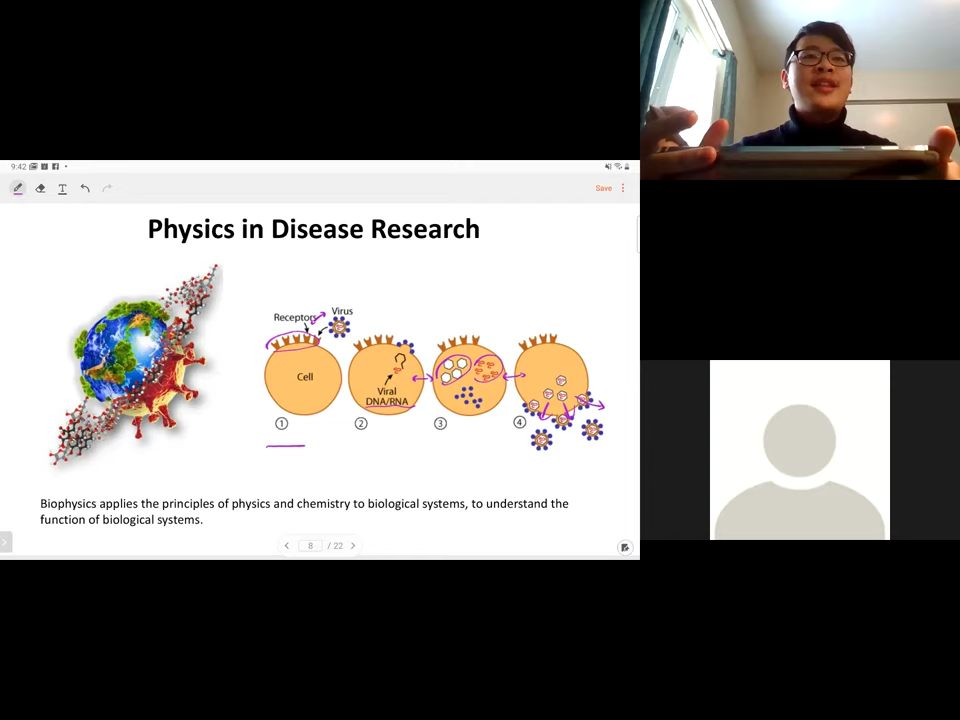 9:42
Save
Physics in Disease Research
Receptors
Virus
Cell
Viral
DNA/RNA
1
2
3
4
Biophysics applies the principles of physics and chemistry to biological systems, to understand the
function of biological systems.
8 / 22